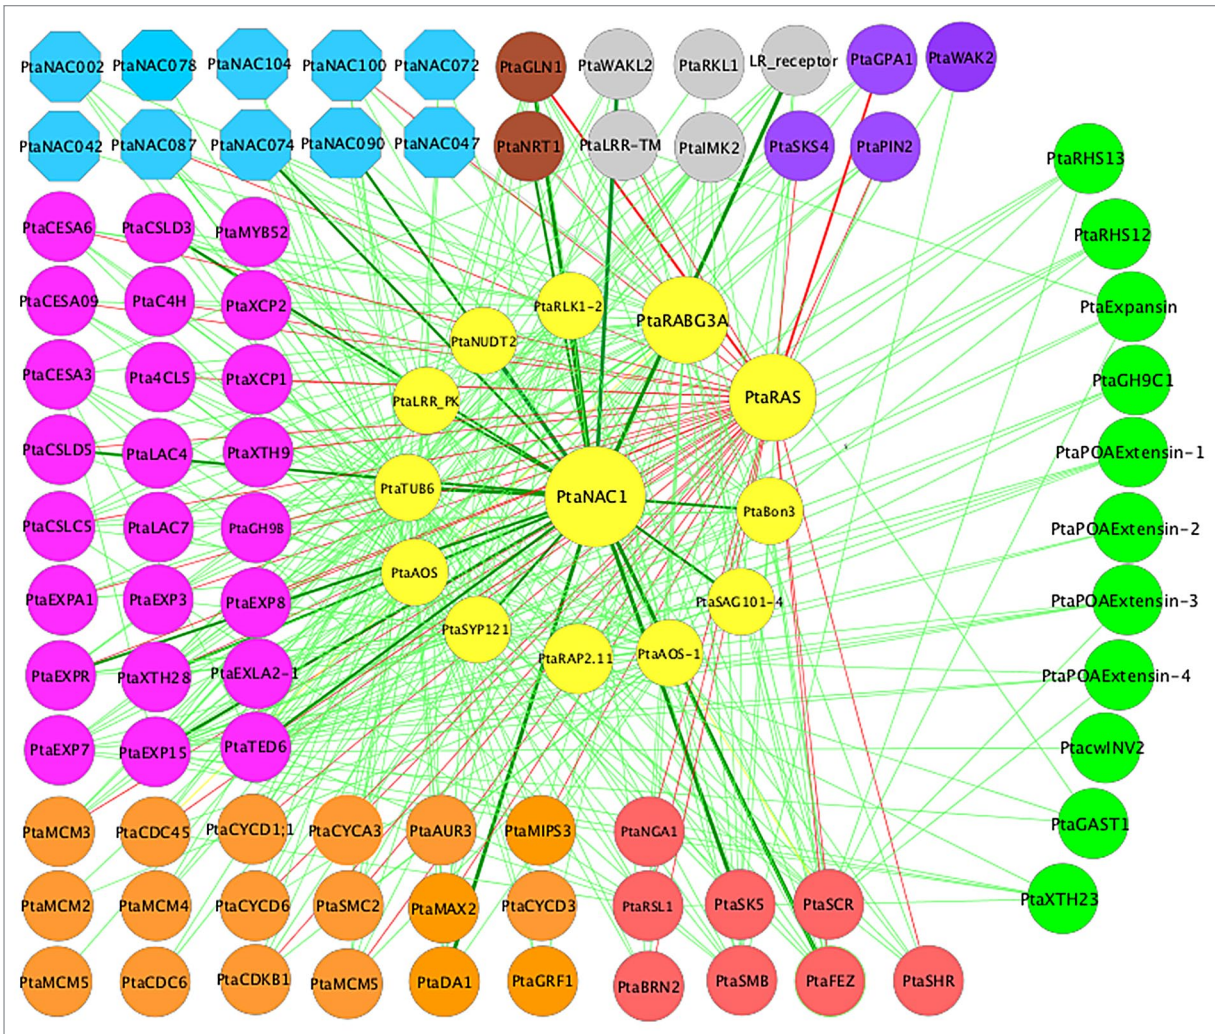 PtaNAC002 PtaNAC078 PtaNAC104 PtaNAC100 PtaNAC072 PtaGLN1 PtaWAKL2 PtaRKL1 LR_receptor PtaGPA1 PtaWAK2
PtaNAC042 PtaNAC087 PtaNAC074 PtaNAC090 PtaNAC047 PtaNRT1 PtaLRR-TM PtaIMK2 PtaSKS4 PtaPIN2
PtaRHS13
PtaCESA6 PtaCSLD3 PtaMYB52
PtaRHS12
PtaCESA09 PtaC4H PtaXCP2 PtaRLK1-2 PtaRABG3A PtaExpansin
PtaNUDT2
PtaCESA3 Pta4CL5 PtaXCP1 PtaLRR_PK PtaRAS PtaGH9C1
PtaCSLD5 PtaLAC4 PtaXTH9 PtaPOAExtensin-1
PtaTUB6 PtaNAC1 PtaBon3
PtaCSLC5 PtaLAC7 PtaGH9B PtaPOAExtensin-2
PtaAOS
PtaEXPA1 PtaEXP3 PtaEXP8 PtaSAG101-4 PtaPOAExtensin-3
PtaSYP121
PtaRAP2.11 PtaAOS-1
PtaEXPR PtaXTH28 PtaEXLA2-1 PtaPOAExtensin-4
PtaEXP7 PtaEXP15 PtaTED6 PtacwINV2
PtaMCM3 PtaCDC45 PtaCYCD1;1 PtaCYCA3 PtaAUR3 PtaMIPS3 PtaNGA1 PtaGAST1
PtaMCM2 PtaMCM4 PtaCYCD6 PtaSMC2 PtaMAX2 PtaCYCD3 PtaRSL1 PtaSK5 PtaSCR PtaXTH23
PtaMCM5 PtaCDC6 PtaCDKB1 PtaMCM5 PtaDA1 PtaGRF1 PtaBRN2 PtaSMB PtaFEZ PtaSHR